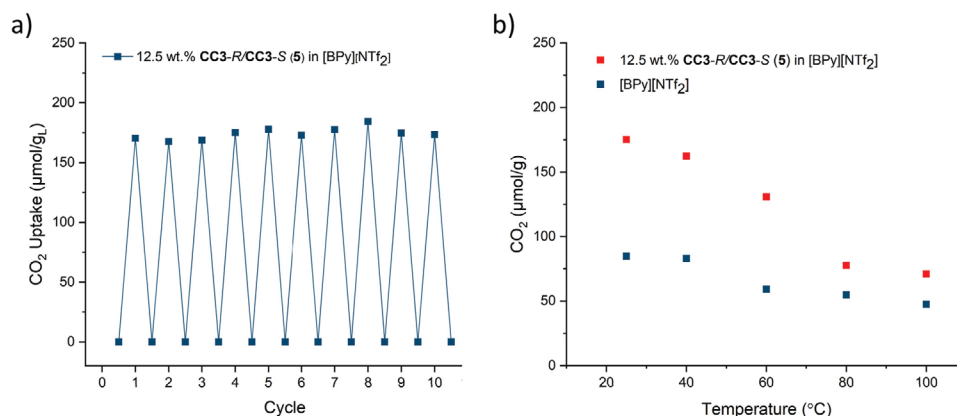 a)
250
200
150
100
50
0
CO₂ Uptake (µmol/g_L)
12.5 wt.% CC3-R/CC3-S (5) in [BPy][NTf₂]
0 1 2 3 4 5 6 7 8 9 10
Cycle
b)
250
200
150
100
50
0
CO₂ (µmol/g)
12.5 wt.% CC3-R/CC3-S (5) in [BPy][NTf₂]
[BPy][NTf₂]
20 40 60 80 100
Temperature (°C)